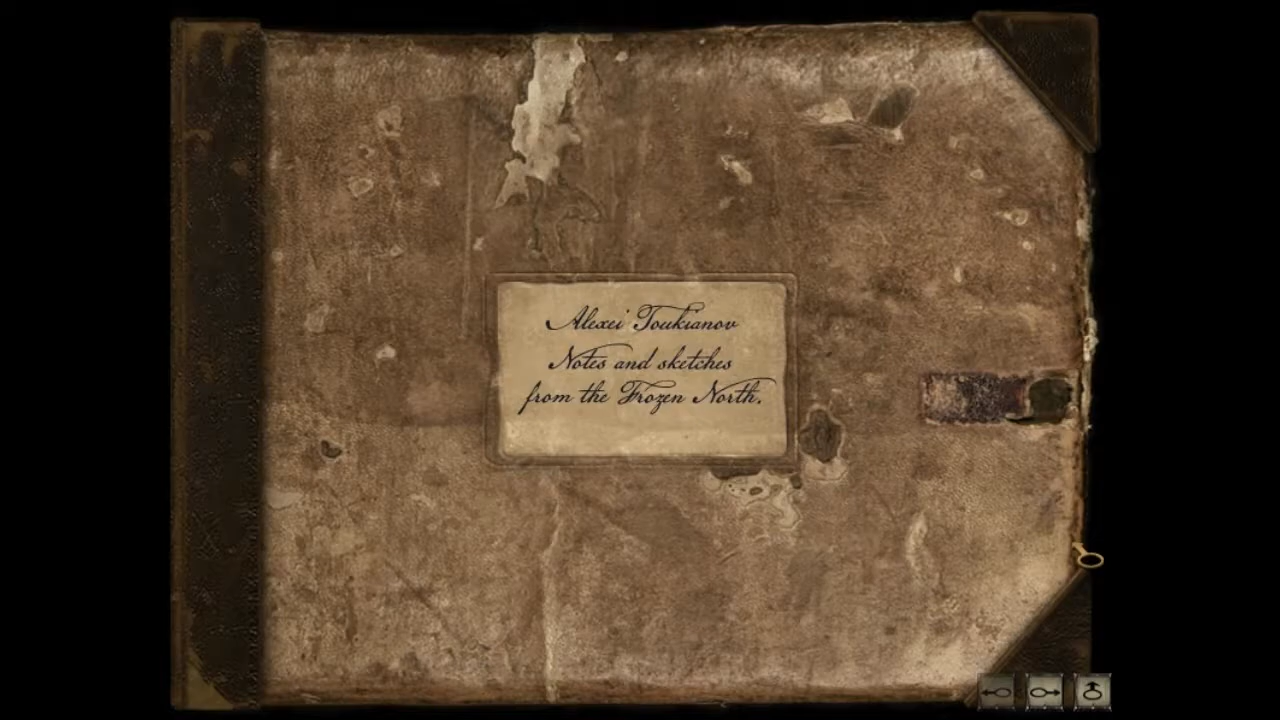 Alexei Toukianov
Notes and sketches
from the Frozen North.